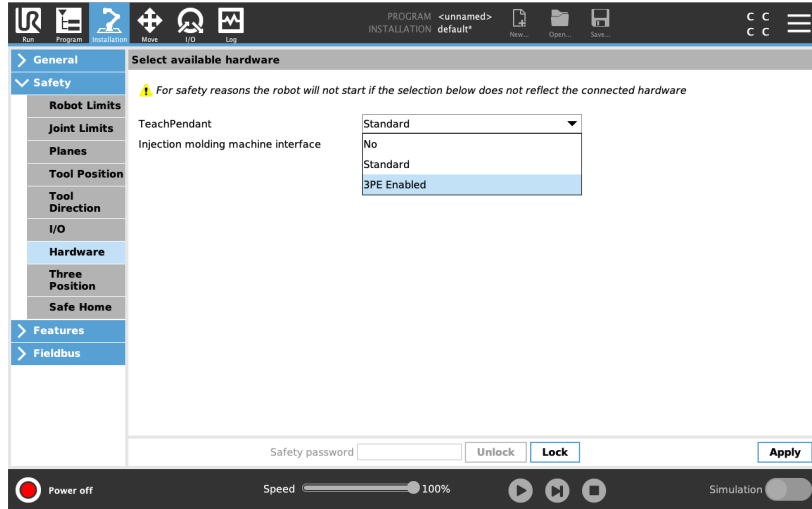 UR
Run
Program
Installation
Move
I/O
Log
PROGRAM <unnamed>
INSTALLATION default*
New...
Open...
Save...
C C
C C
General
Safety
Robot Limits
Joint Limits
Planes
Tool Position
Tool
Direction
I/O
Hardware
Three
Position
Safe Home
Features
Fieldbus
Select available hardware
For safety reasons the robot will not start if the selection below does not reflect the connected hardware
TeachPendant Standard
Injection molding machine interface No
Standard
3PE Enabled
Safety password Unlock Lock Apply
Power off Speed 100% Simulation